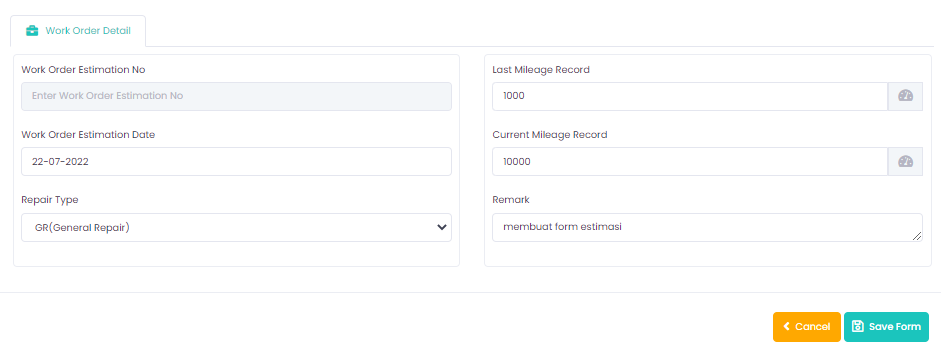 Work Order Detail
Work Order Estimation No
Enter Work Order Estimation No
Work Order Estimation Date
22-07-2022
Repair Type
GR(General Repair)
Last Mileage Record
1000
Current Mileage Record
10000
Remark
membuat form estimasi
Cancel
Save Form